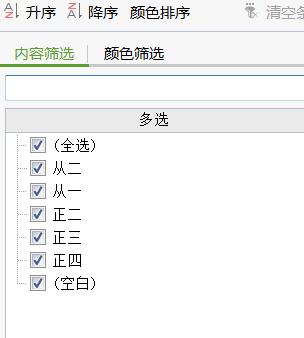 升序 降序 颜色排序 清空条
内容筛选 颜色筛选
多选
(全选)
从二
从一
正二
正三
正四
(空白)